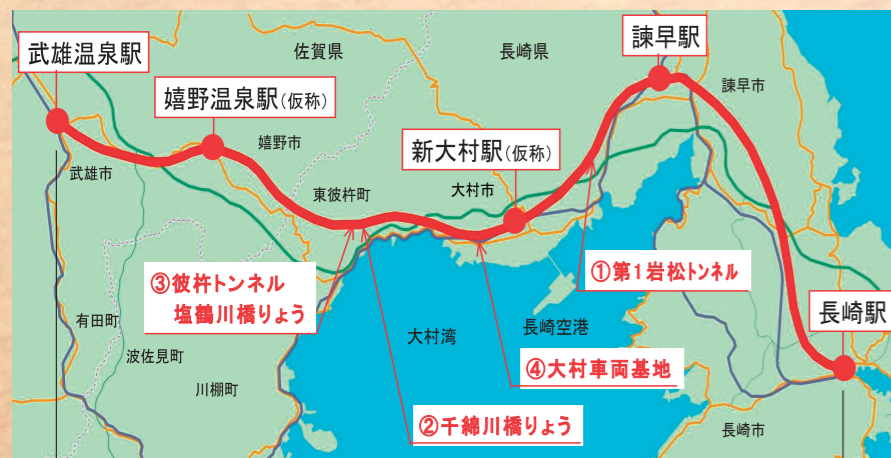 武雄温泉駅
佐賀県
長崎県
諫早駅
嬉野温泉駅(仮称)
諫早市
嬉野市
新大村駅(仮称)
武雄市
東彼杵町
大村市
③彼杵トンネル
塩鶴川橋りょう
①第1岩松トンネル
有田町
大村湾
長崎空港
長崎駅
波佐見町
④大村車両基地
川棚町
②千綿川橋りょう
長崎市